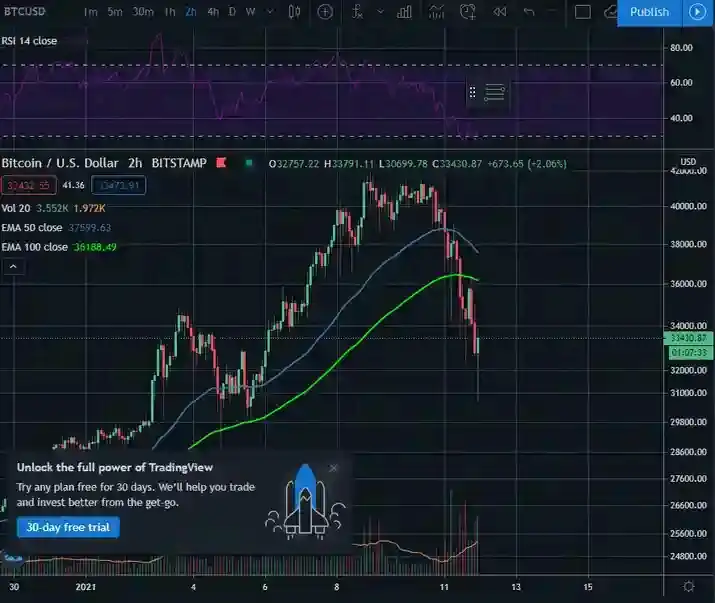 BTCUSD 1m 5m 30m 1h 2h 4h D W Publish
RSI 14 close
80.00
60.00
40.00
Bitcoin / U.S. Dollar 2h BITSTAMP O32757.22 H33791.11 L30699.78 C33430.87 +673.65 (+2.06%)
USD
42000.00
33432.55 41.36 33473.91
Vol 20 3.552K 1.972K
EMA 50 close 37599.63
EMA 100 close 36188.49
40000.00
38000.00
36000.00
34000.00
33430.87
01:07:33
32000.00
31000.00
29800.00
28600.00
27600.00
26600.00
25600.00
24800.00
Unlock the full power of TradingView
Try any plan free for 30 days. We'll help you trade
and invest better from the get-go.
30-day free trial
30 2021 4 6 8 11 13 15